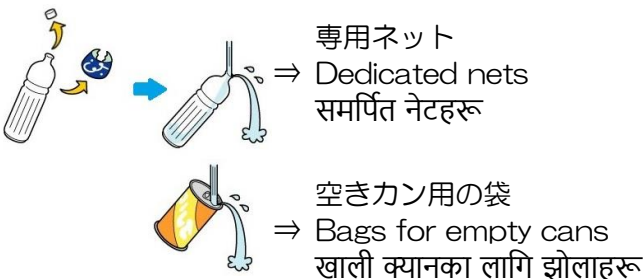 専用ネット
⇒ Dedicated nets
समर्पित नेटहरू
空きカン用の袋
⇒ Bags for empty cans
खाली क्यानका लागि झोलाहरू